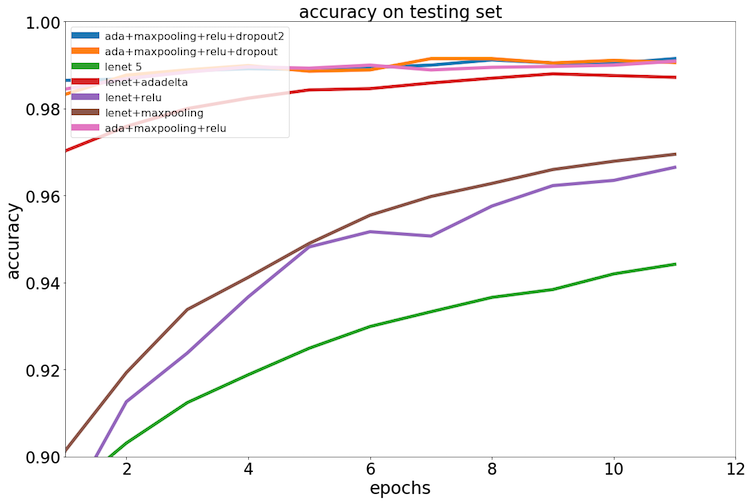 accuracy on testing set
1.00
0.98
0.96
0.94
0.92
0.90
accuracy
ada+maxpooling+relu+dropout2
ada+maxpooling+relu+dropout
lenet 5
lenet+adadelta
lenet+relu
lenet+maxpooling
ada+maxpooling+relu
2 4 6 8 10 12
epochs